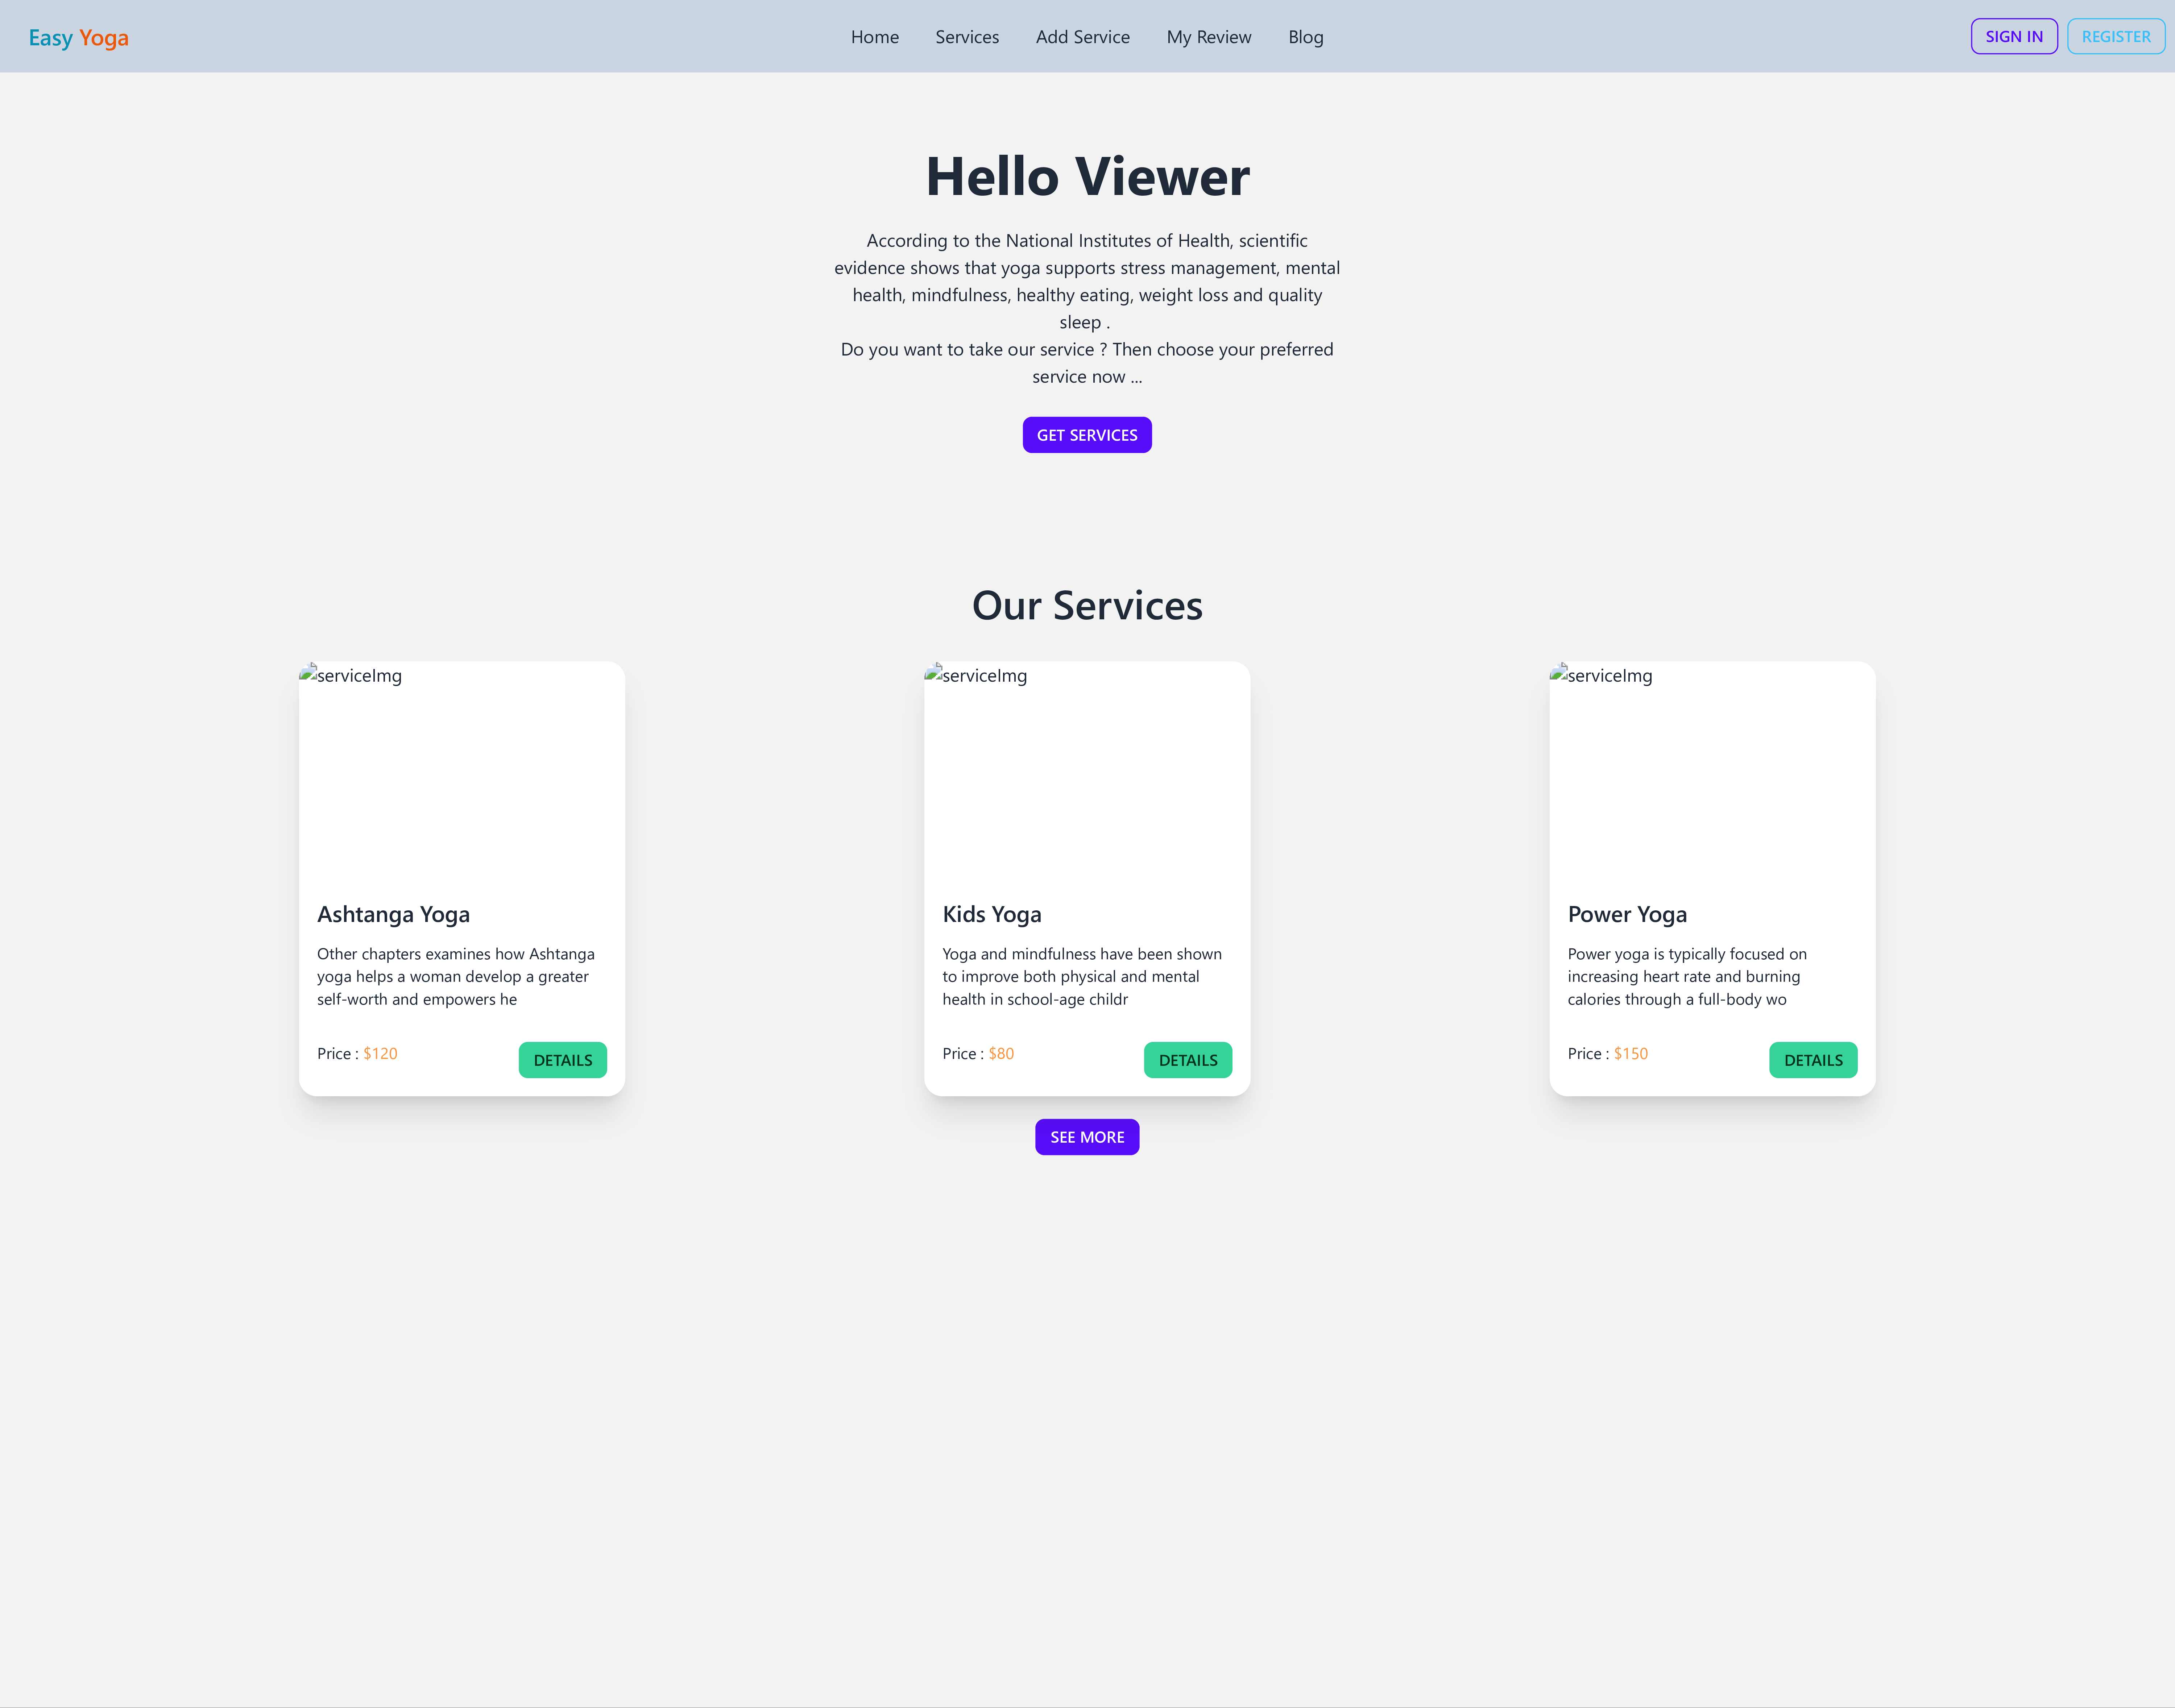 Easy Yoga
Home Services Add Service My Review Blog
SIGN IN REGISTER
Hello Viewer
According to the National Institutes of Health, scientific
evidence shows that yoga supports stress management, mental
health, mindfulness, healthy eating, weight loss and quality
sleep .
Do you want to take our service ? Then choose your preferred
service now ...
GET SERVICES
Our Services
serviceImg
Ashtanga Yoga
Other chapters examines how Ashtanga
yoga helps a woman develop a greater
self-worth and empowers he
Price : $120
DETAILS
serviceImg
Kids Yoga
Yoga and mindfulness have been shown
to improve both physical and mental
health in school-age childr
Price : $80
DETAILS
serviceImg
Power Yoga
Power yoga is typically focused on
increasing heart rate and burning
calories through a full-body wo
Price : $150
DETAILS
SEE MORE